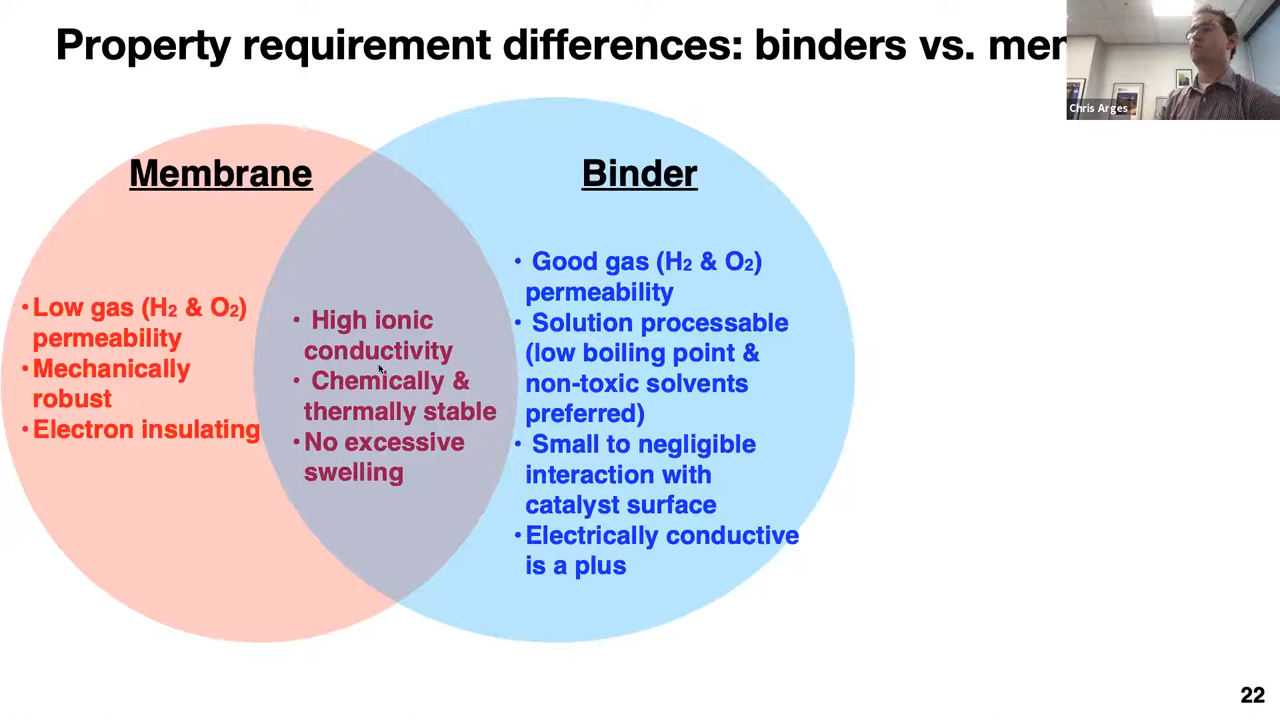 Property requirement differences: binders vs.
Chris Arges
Membrane
Binder
• Low gas (H₂ & O₂)
permeability
• Mechanically
robust
• Electron insulating
• High ionic
conductivity
• Chemically &
thermally stable
• No excessive
swelling
• Good gas (H₂ & O₂)
permeability
• Solution processable
(low boiling point &
non-toxic solvents
preferred)
• Small to negligible
interaction with
catalyst surface
• Electrically conductive
is a plus
22